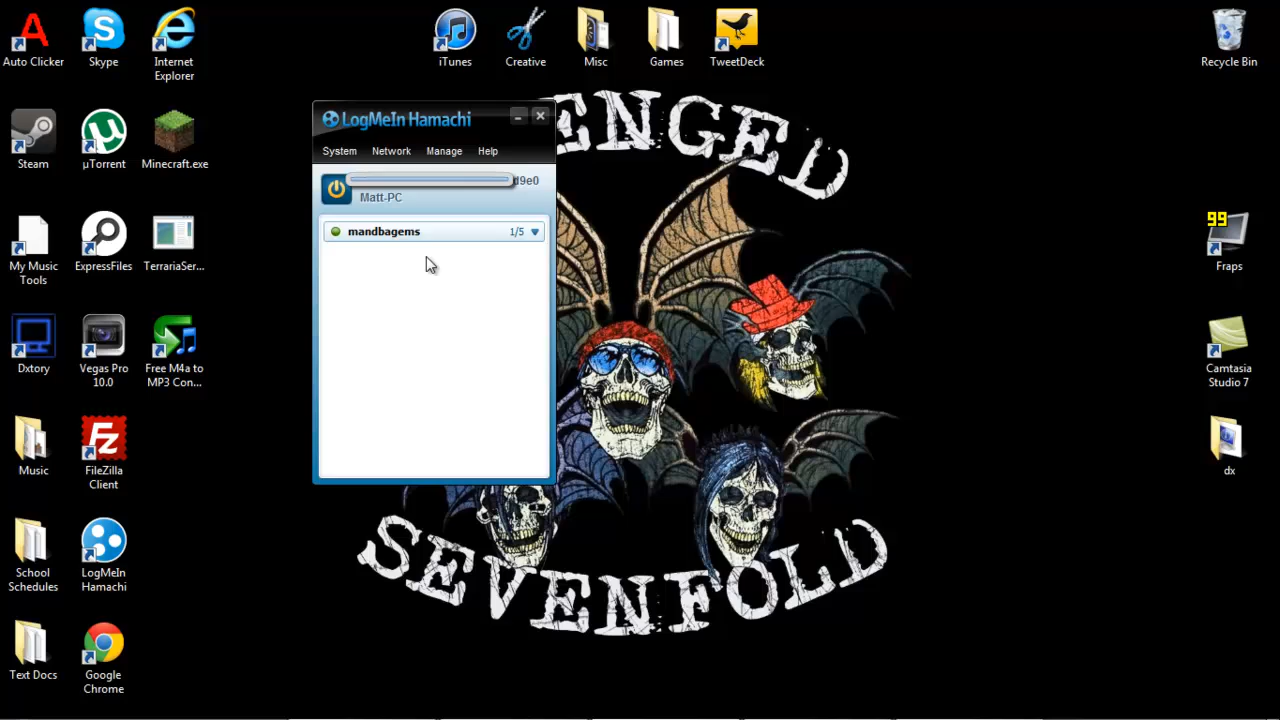 Auto Clicker
Skype
Internet
Explorer
iTunes
Creative
Misc
Games
TweetDeck
Recycle Bin
LogMeIn Hamachi
System
Network
Manage
Help
d9e0
Matt-PC
mandbagems
1/5
ENGED
SEVENFOLD
Steam
µTorrent
Minecraft.exe
My Music
Tools
ExpressFiles
TerrariaSer...
99
Fraps
Dxtory
Vegas Pro
10.0
Free M4a to
MP3 Con...
Camtasia
Studio 7
Music
FZ
FileZilla
Client
dx
School
Schedules
LogMeIn
Hamachi
Text Docs
Google
Chrome